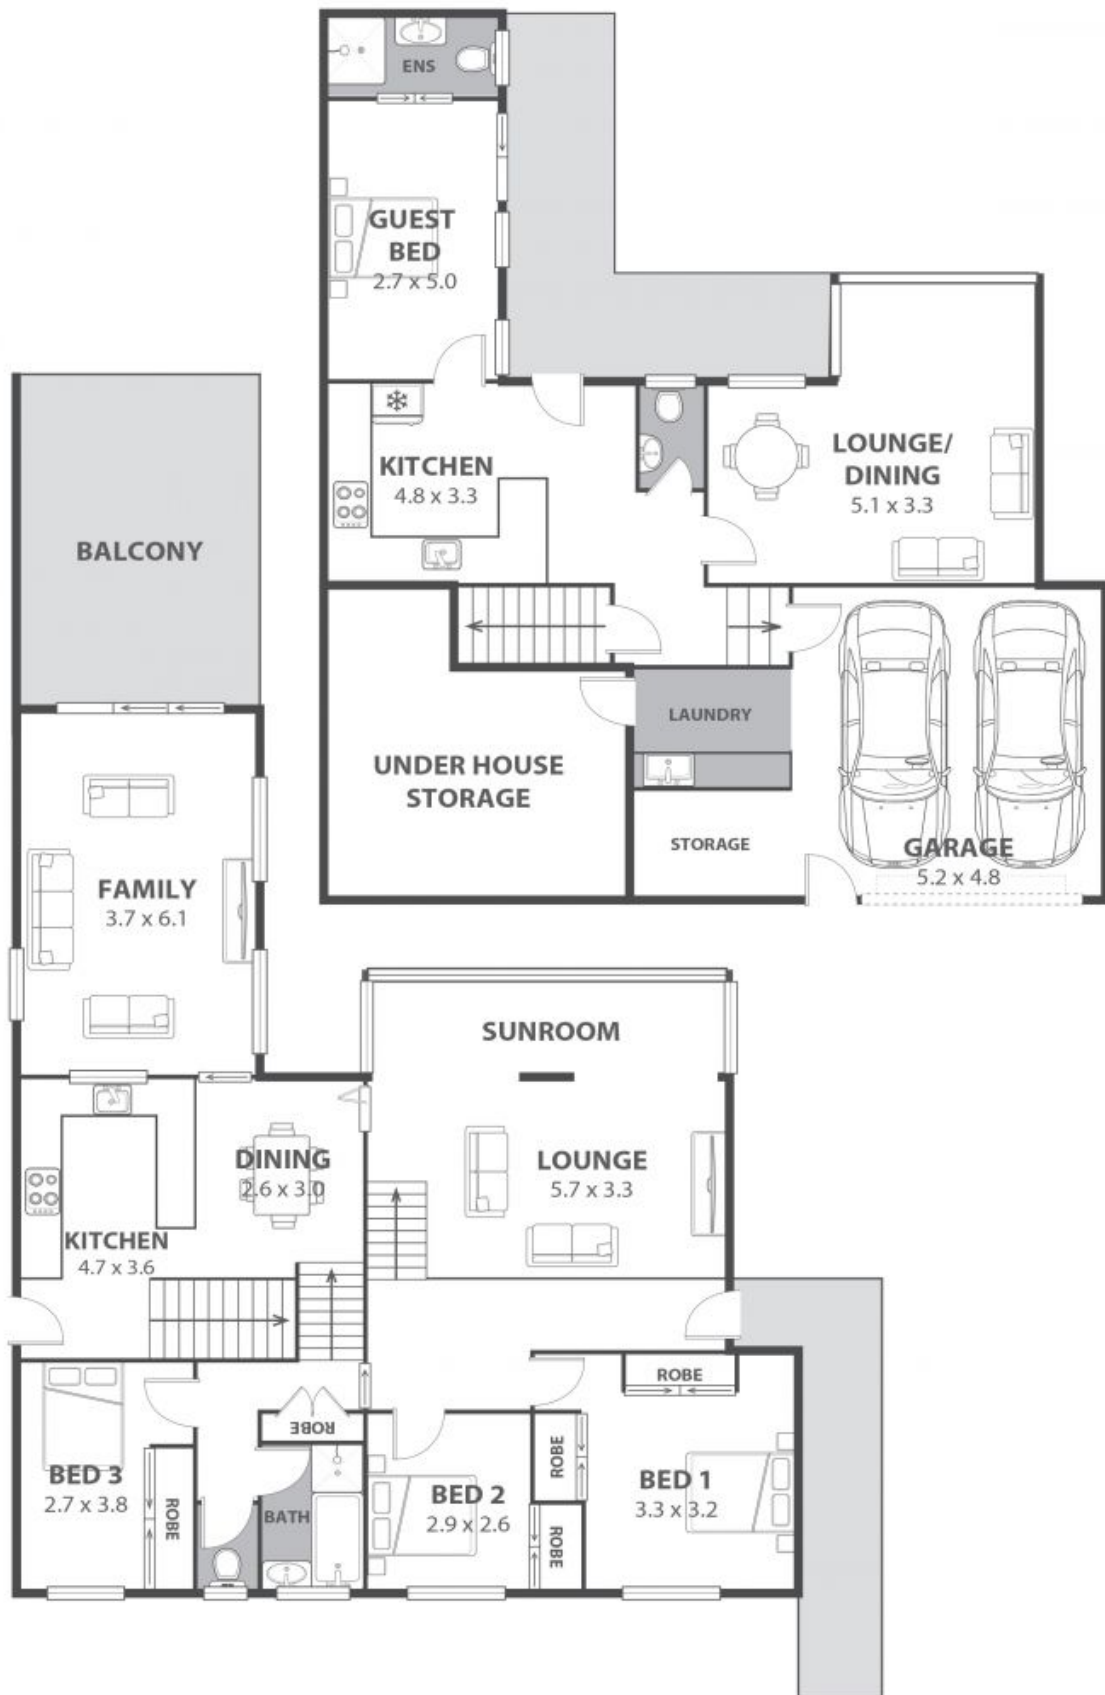 ENS
GUEST
BED
2.7 x 5.0
KITCHEN
4.8 x 3.3
LOUNGE/
DINING
5.1 x 3.3
BALCONY
LAUNDRY
UNDER HOUSE
STORAGE
STORAGE
GARAGE
5.2 x 4.8
FAMILY
3.7 x 6.1
SUNROOM
DINING
2.6 x 3.0
LOUNGE
5.7 x 3.3
KITCHEN
4.7 x 3.6
ROBE
ROBE
ROBE
BED 3
2.7 x 3.8
ROBE
BATH
BED 2
2.9 x 2.6
BED 1
3.3 x 3.2
ROBE